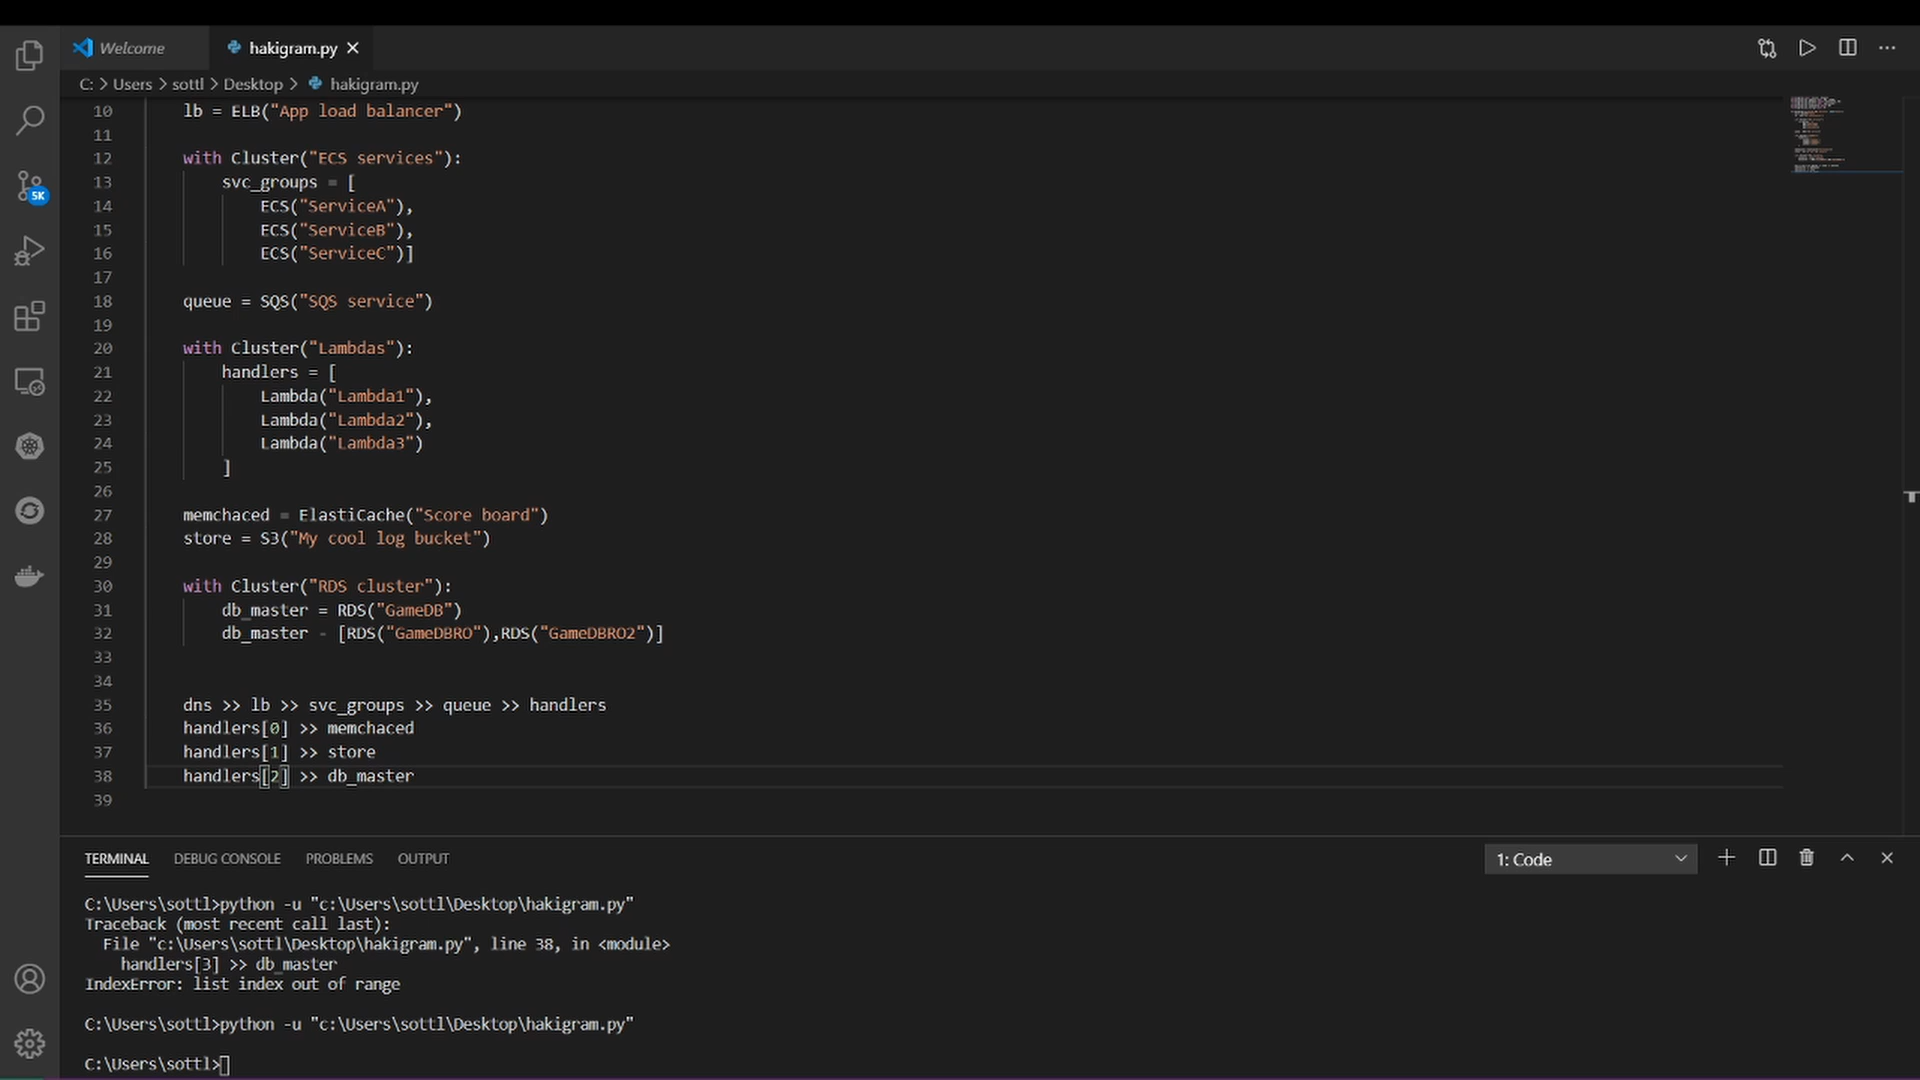 Welcome
hakigram.py
C: > Users > sottl > Desktop > hakigram.py
10 lb = ELB("App load balancer")
11
12 with Cluster("ECS services"):
13 svc_groups = [
14 ECS("ServiceA"),
15 ECS("ServiceB"),
16 ECS("ServiceC")]
17
18 queue = SQS("SQS service")
19
20 with Cluster("Lambdas"):
21 handlers = [
22 Lambda("Lambda1"),
23 Lambda("Lambda2"),
24 Lambda("Lambda3")
25 ]
26
27 memchaced = ElastiCache("Score board")
28 store = S3("My cool log bucket")
29
30 with Cluster("RDS cluster"):
31 db_master = RDS("GameDB")
32 db_master - [RDS("GameDBRO"),RDS("GameDBRO2")]
33
34
35 dns >> lb >> svc_groups >> queue >> handlers
36 handlers[0] >> memchaced
37 handlers[1] >> store
38 handlers[2] >> db_master
39
5K
TERMINAL DEBUG CONSOLE PROBLEMS OUTPUT
1: Code
C:\Users\sottl>python -u "c:\Users\sottl\Desktop\hakigram.py"
Traceback (most recent call last):
File "c:\Users\sottl\Desktop\hakigram.py", line 38, in <module>
handlers[3] >> db_master
IndexError: list index out of range
C:\Users\sottl>python -u "c:\Users\sottl\Desktop\hakigram.py"
C:\Users\sottl>